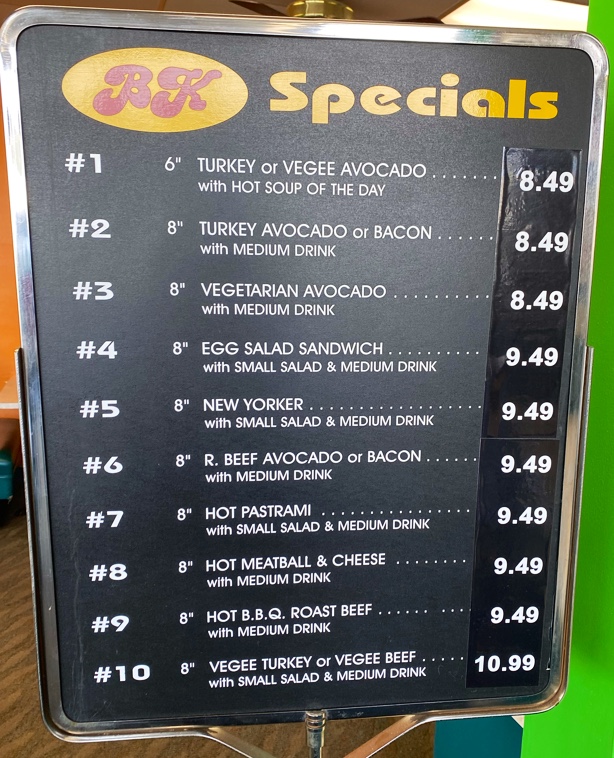 BK Specials
#1 6" TURKEY or VEGEE AVOCADO . . . . . . . 8.49
with HOT SOUP OF THE DAY
#2 8" TURKEY AVOCADO or BACON . . . . . . 8.49
with MEDIUM DRINK
#3 8" VEGETARIAN AVOCADO . . . . . . . . . . 8.49
with MEDIUM DRINK
#4 8" EGG SALAD SANDWICH . . . . . . . . . . 9.49
with SMALL SALAD & MEDIUM DRINK
#5 8" NEW YORKER . . . . . . . . . . . . . . . . . . 9.49
with SMALL SALAD & MEDIUM DRINK
#6 8" R. BEEF AVOCADO or BACON . . . . . . 9.49
with MEDIUM DRINK
#7 8" HOT PASTRAMI . . . . . . . . . . . . . . . . 9.49
with SMALL SALAD & MEDIUM DRINK
#8 8" HOT MEATBALL & CHEESE . . . . . . . . 9.49
with MEDIUM DRINK
#9 8" HOT B.B.Q. ROAST BEEF . . . . . . . . . . 9.49
with MEDIUM DRINK
#10 8" VEGEE TURKEY or VEGEE BEEF . . . . . 10.99
with SMALL SALAD & MEDIUM DRINK